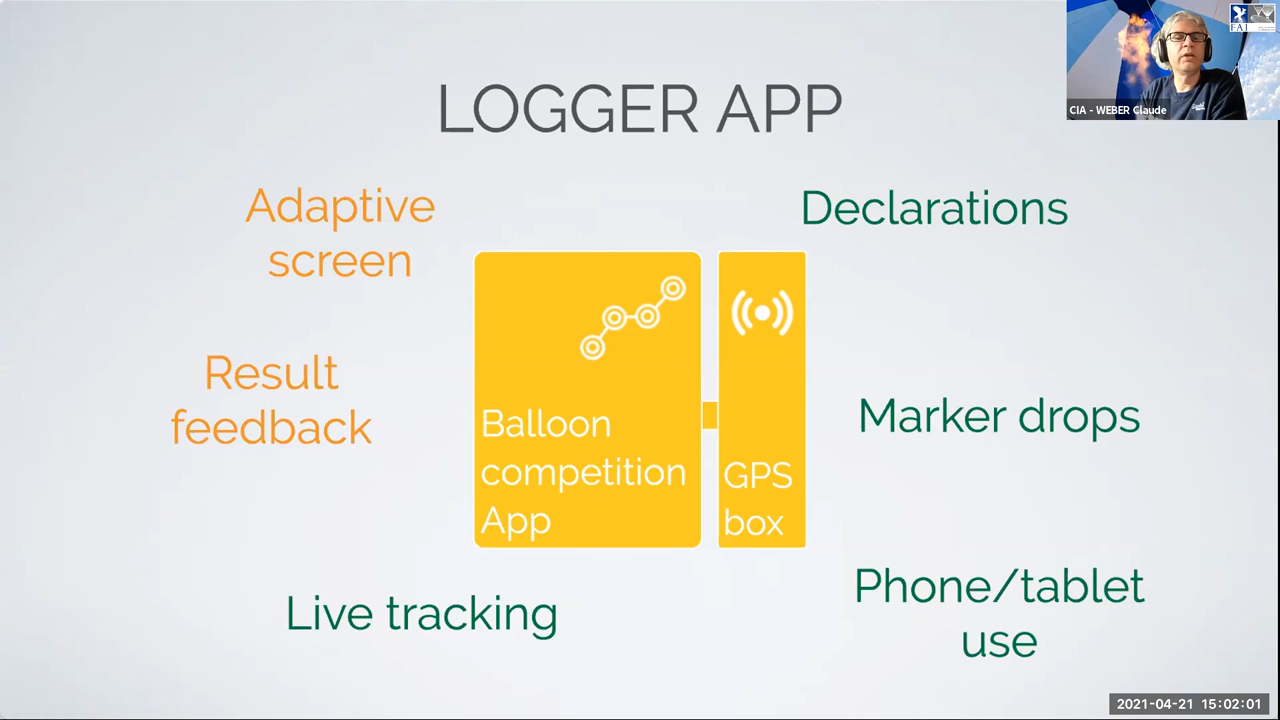 LOGGER APP
FAI
CIA - WEBER Claude
Adaptive
screen
Declarations
Result
feedback
Balloon
competition
App
GPS
box
Marker drops
Live tracking
Phone/tablet
use
2021-04-21 15:02:01